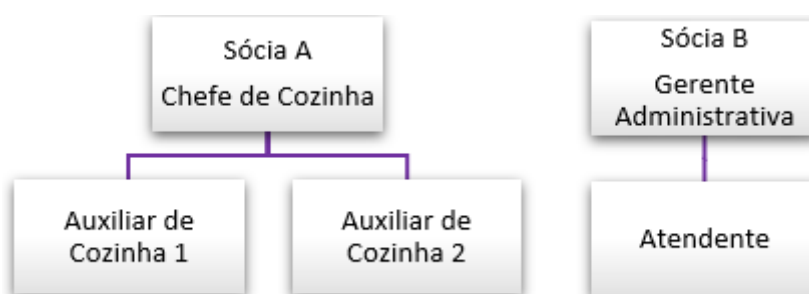 Sócia A
Chefe de Cozinha
Sócia B
Gerente
Administrativa
Auxiliar de
Cozinha 1
Auxiliar de
Cozinha 2
Atendente